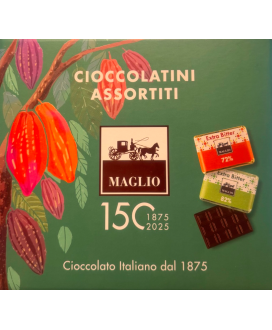 CIOCCOLATINI
ASSORTITI
Extra Bitter
72%
MAGLIO
Extra Bitter
82%
150 1875
2025
Cioccolato Italiano dal 1875